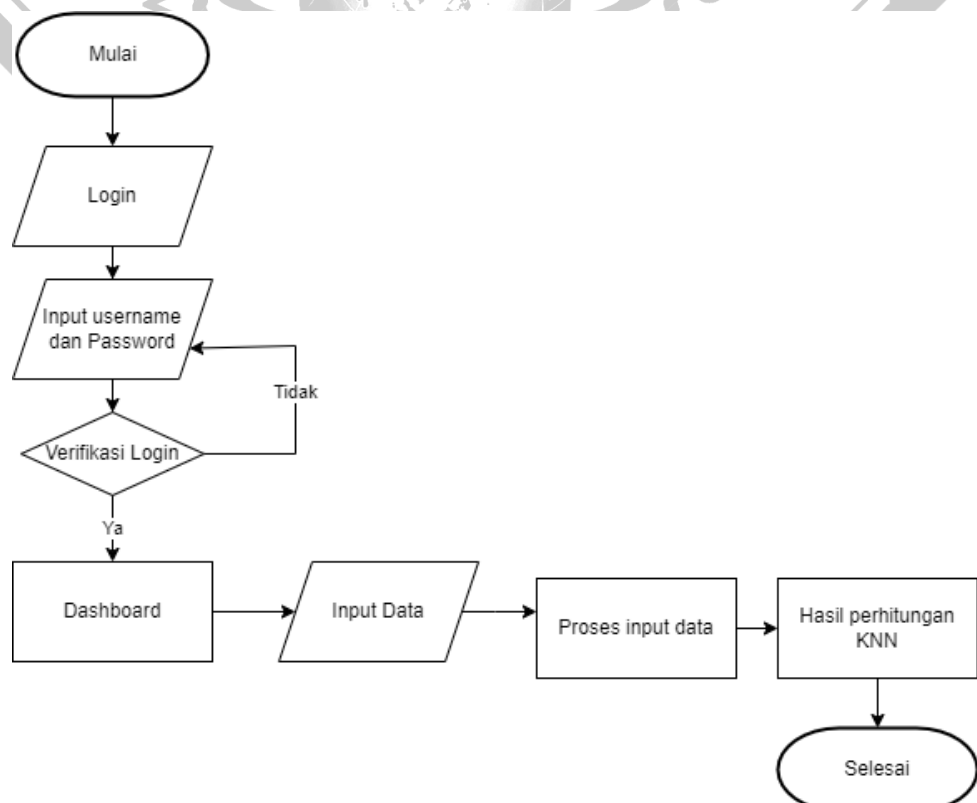 Mulai
Login
Input username
dan Password
Tidak
Verifikasi Login
Ya
Dashboard
Input Data
Proses input data
Hasil perhitungan
KNN
Selesai